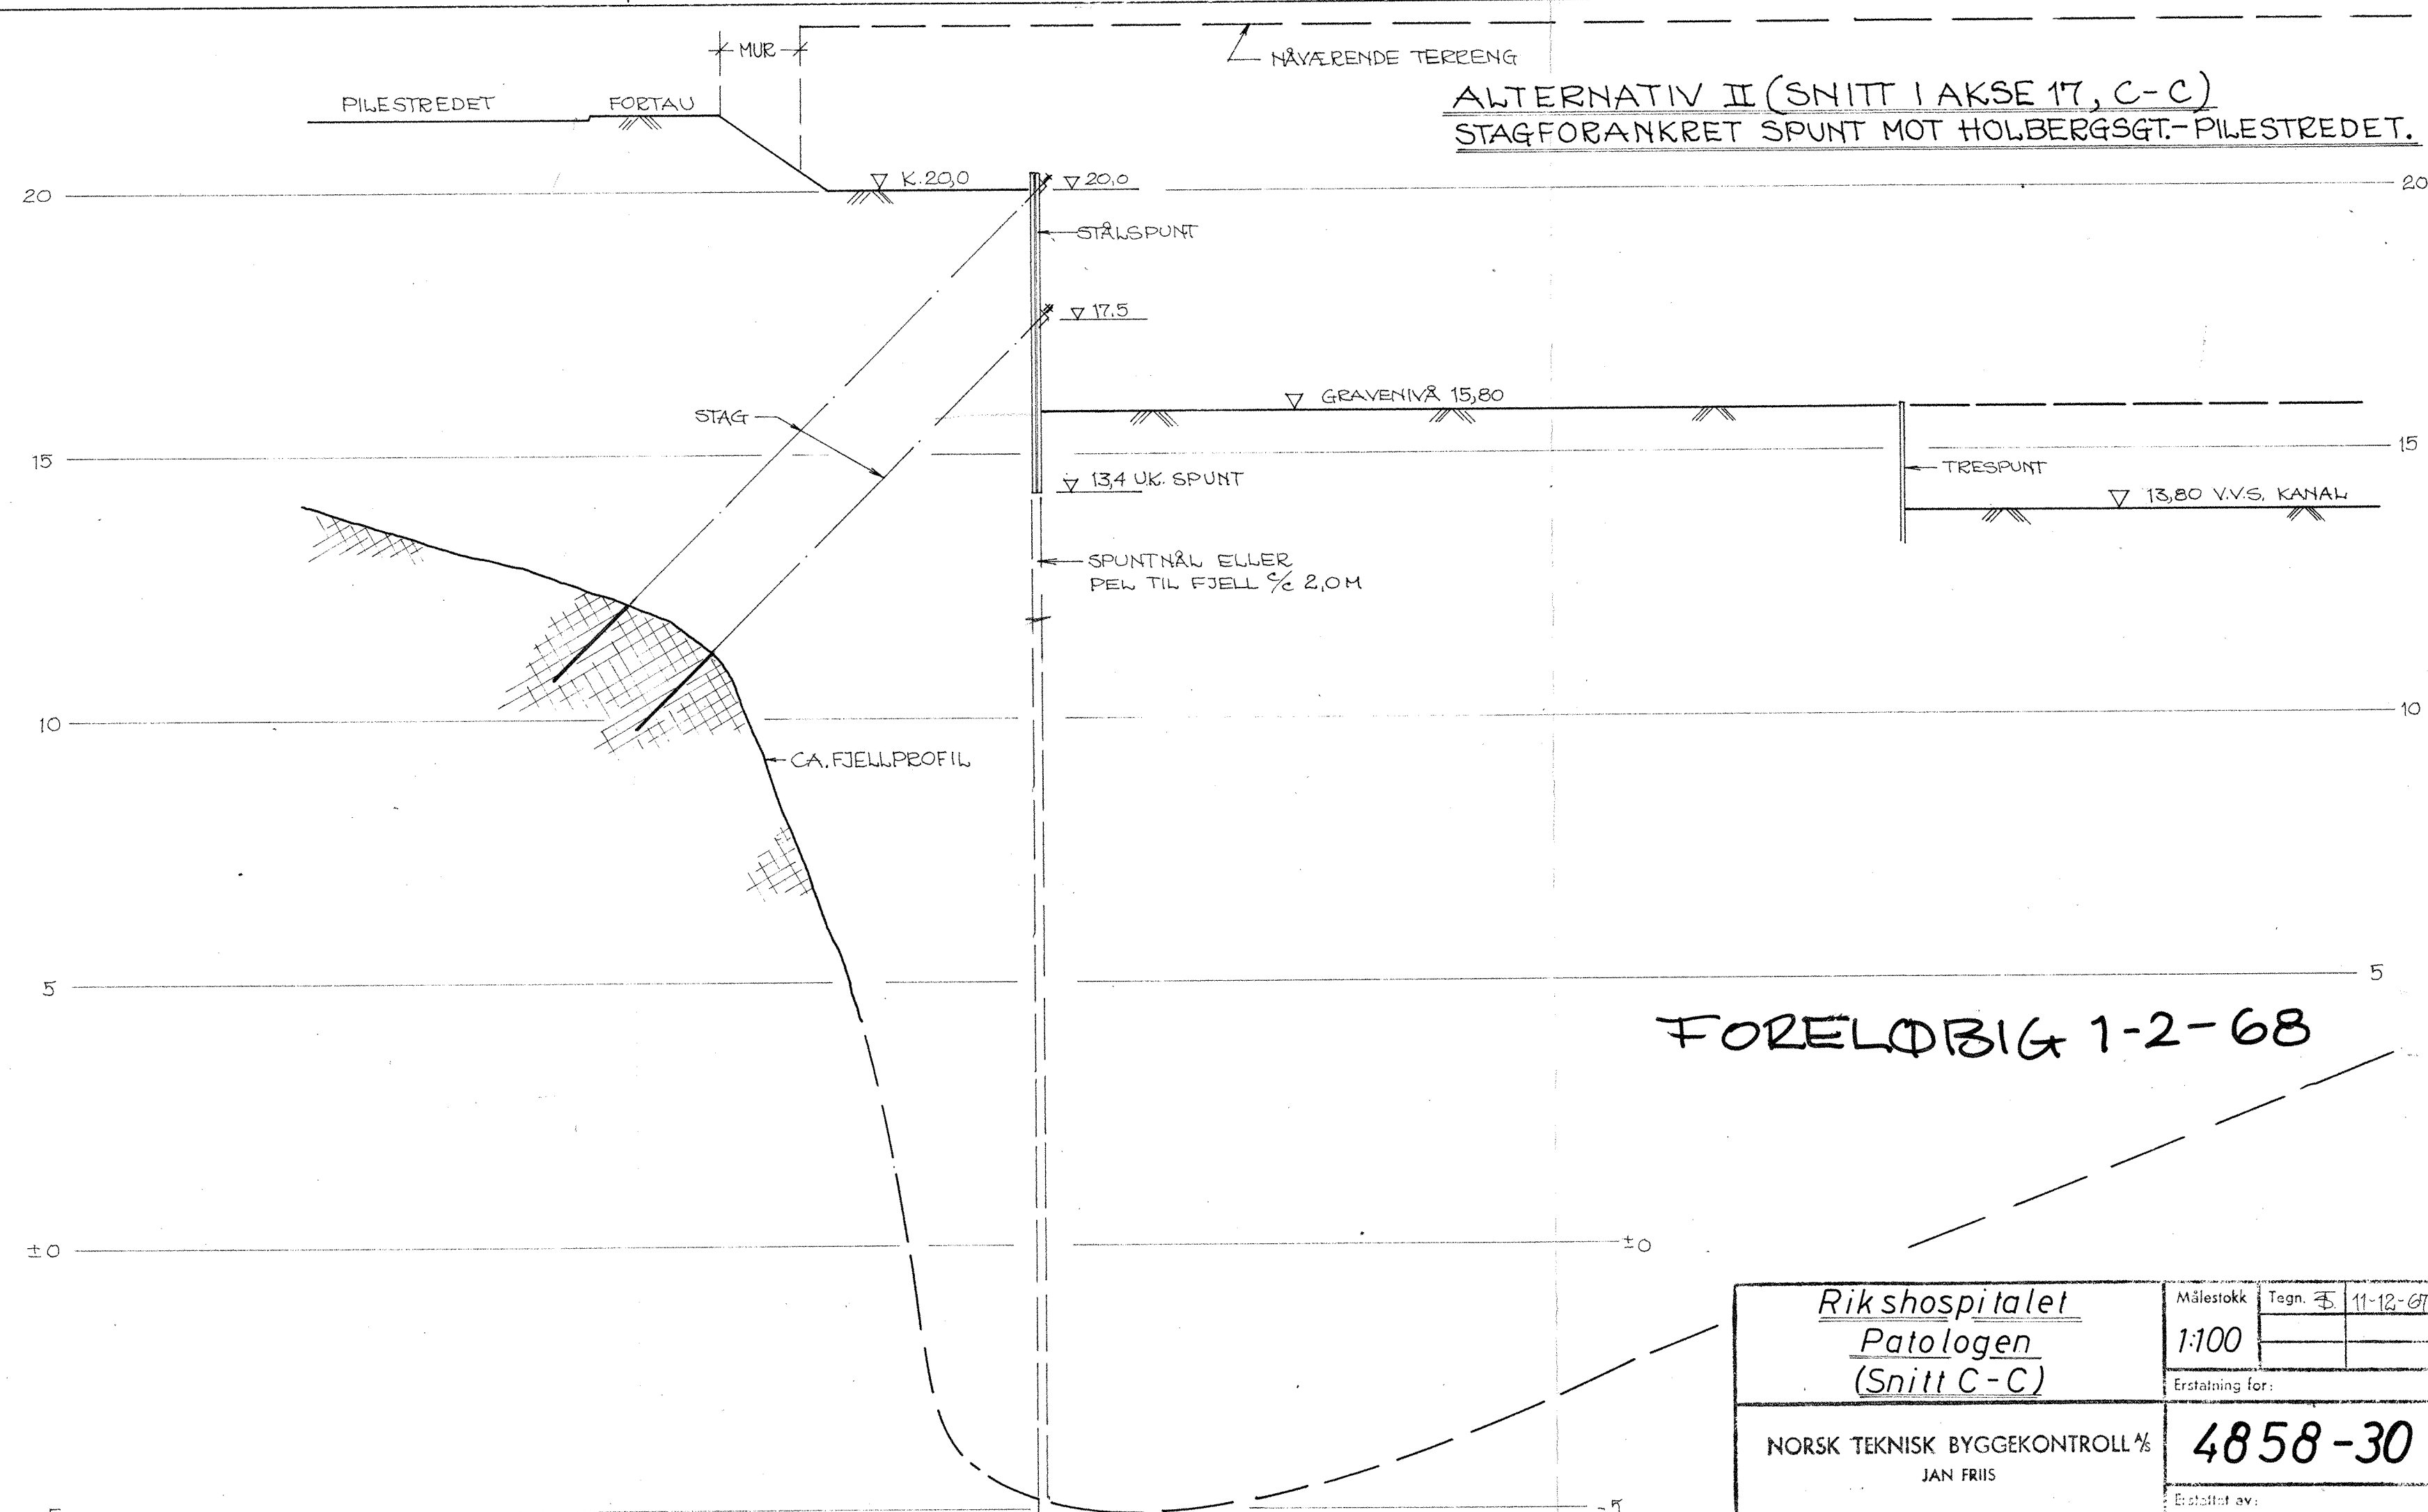 MUR
NÅVÆRENDE TERRENG
PILESTREDET
FORTAU
ALTERNATIV II (SNITT I AKSE 17, C-C)
STAGFORANKRET SPUNT MOT HOLBERGSGT.-PILESTREDET.
K.20,0
20,0
20
20
STÅLSPUNT
17.5
GRAVENIVÅ 15,80
STAG
15
15
13,4 U.K. SPUNT
TRESPUNT
13,80 V.V.S. KANAL
SPUNTNÅL ELLER
PEL TIL FJELL c/c 2,0 M
10
10
CA. FJELLPROFIL
5
5
FORELØBIG 1-2-68
±0
±0
Rikshospitalet
Patologen
(Snitt C-C)
Målestokk
1:100
Tegn.
11-12-67
Erstatning for:
NORSK TEKNISK BYGGEKONTROLL A/S
JAN FRIIS
4858-30
Erstattet av:
-5